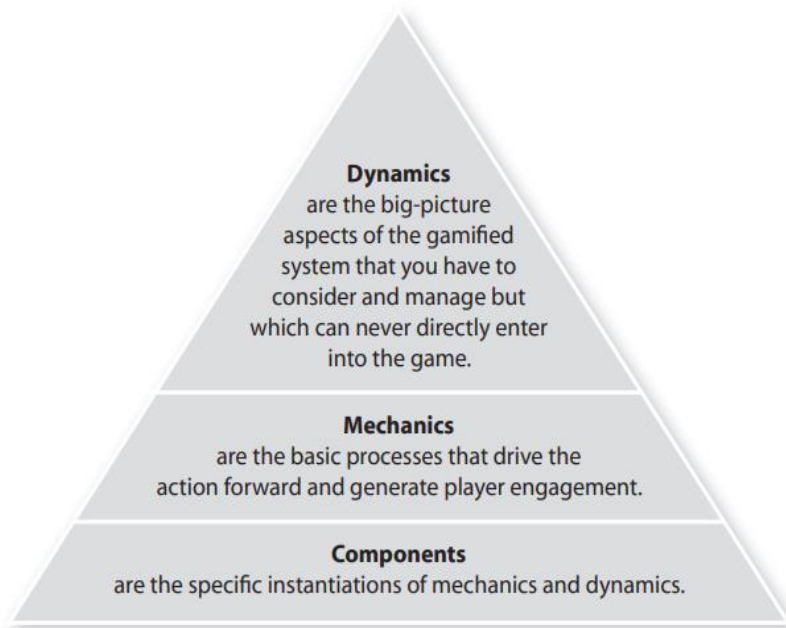 Dynamics
are the big-picture
aspects of the gamified
system that you have to
consider and manage but
which can never directly enter
into the game.
Mechanics
are the basic processes that drive the
action forward and generate player engagement.
Components
are the specific instantiations of mechanics and dynamics.